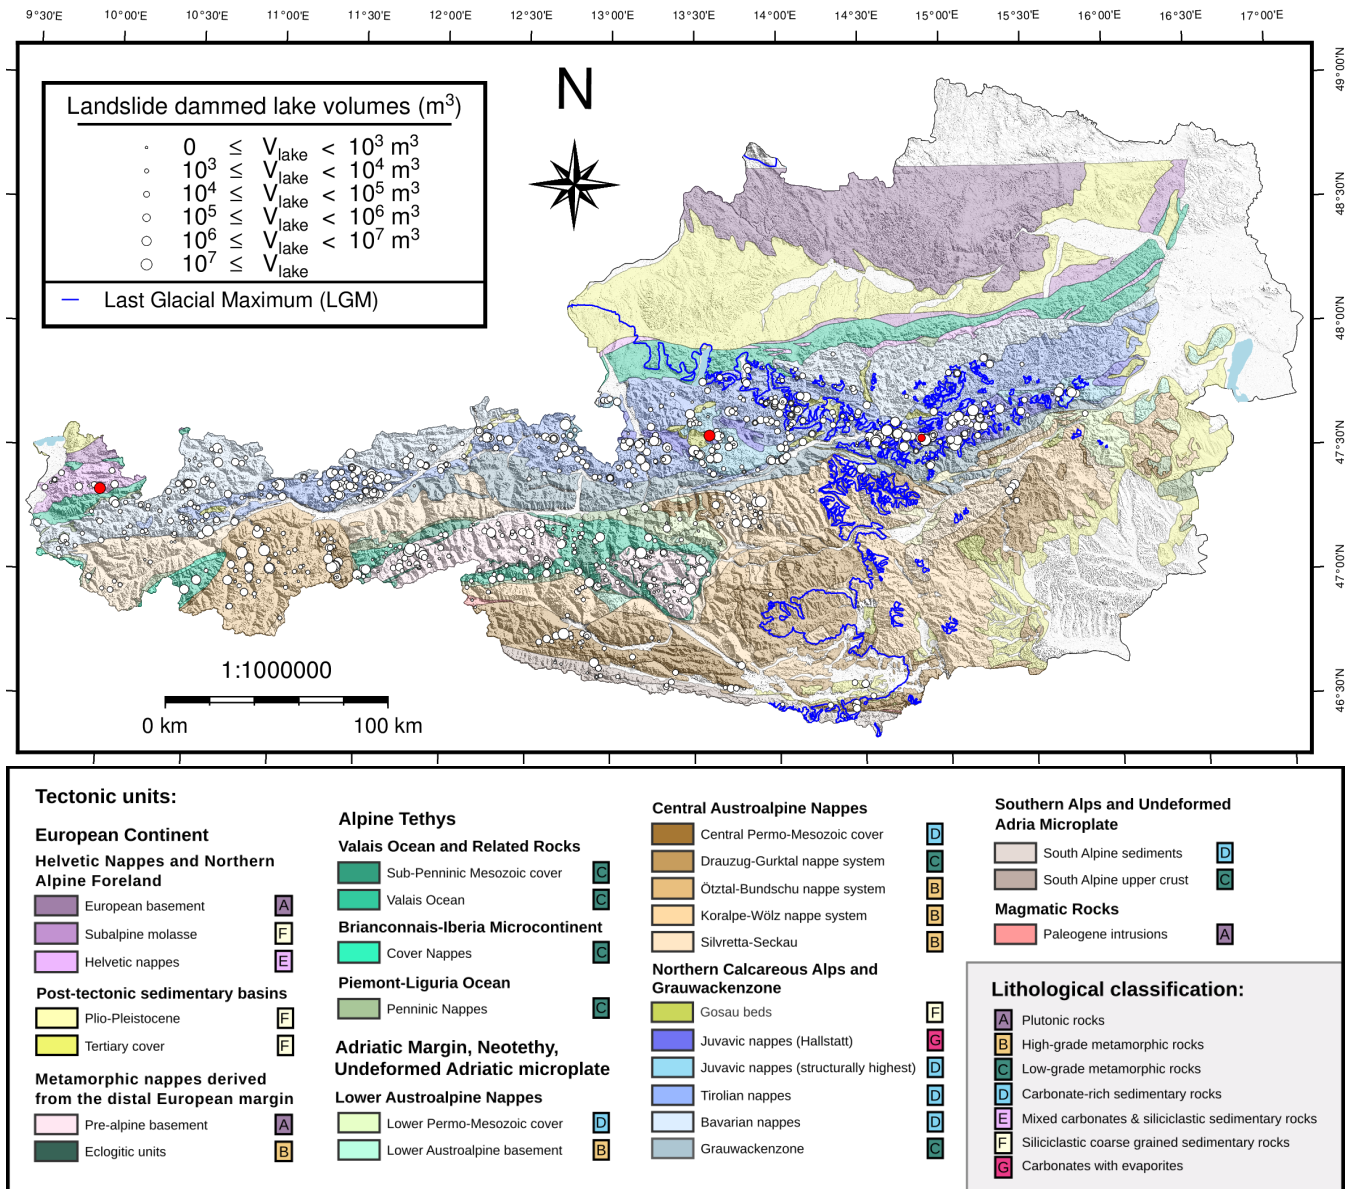 9°30'E 10°00'E 10°30'E 11°00'E 11°30'E 12°00'E 12°30'E 13°00'E 13°30'E 14°00'E 14°30'E 15°00'E 15°30'E 16°00'E 16°30'E 17°00'E
49°00'N
48°30'N
48°00'N
47°30'N
47°00'N
46°30'N
N
Landslide dammed lake volumes (m³)
0 ≤ Vlake < 10³ m³
10³ ≤ Vlake < 10⁴ m³
10⁴ ≤ Vlake < 10⁵ m³
10⁵ ≤ Vlake < 10⁶ m³
10⁶ ≤ Vlake < 10⁷ m³
10⁷ ≤ Vlake
Last Glacial Maximum (LGM)
1:1000000
0 km 100 km
Tectonic units:
European Continent
Helvetic Nappes and Northern
Alpine Foreland
European basement A
Subalpine molasse F
Helvetic nappes E
Post-tectonic sedimentary basins
Plio-Pleistocene F
Tertiary cover F
Metamorphic nappes derived
from the distal European margin
Pre-alpine basement A
Eclogitic units B
Alpine Tethys
Valais Ocean and Related Rocks
Sub-Penninic Mesozoic cover C
Valais Ocean C
Brianconnais-Iberia Microcontinent
Cover Nappes C
Piemont-Liguria Ocean
Penninic Nappes C
Adriatic Margin, Neotethy,
Undeformed Adriatic microplate
Lower Austroalpine Nappes
Lower Permo-Mesozoic cover D
Lower Austroalpine basement B
Central Austroalpine Nappes
Central Permo-Mesozoic cover D
Drauzug-Gurktal nappe system C
Ötztal-Bundschu nappe system B
Koralpe-Wölz nappe system B
Silvretta-Seckau B
Northern Calcareous Alps and
Grauwackenzone
Gosau beds F
Juvavic nappes (Hallstatt) G
Juvavic nappes (structurally highest) D
Tirolian nappes D
Bavarian nappes D
Grauwackenzone C
Southern Alps and Undeformed
Adria Microplate
South Alpine sediments D
South Alpine upper crust C
Magmatic Rocks
Paleogene intrusions A
Lithological classification:
A Plutonic rocks
B High-grade metamorphic rocks
C Low-grade metamorphic rocks
D Carbonate-rich sedimentary rocks
E Mixed carbonates & siliciclastic sedimentary rocks
F Siliciclastic coarse grained sedimentary rocks
G Carbonates with evaporites